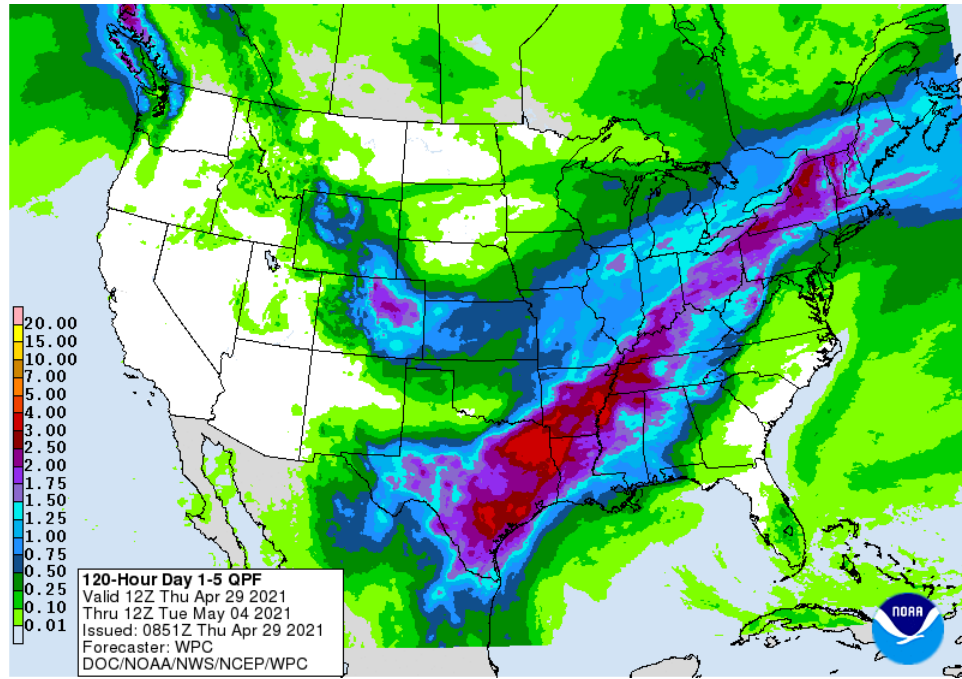 20.00
15.00
10.00
7.00
5.00
4.00
3.00
2.50
2.00
1.75
1.50
1.25
1.00
0.75
0.50
0.25
0.10
0.01
120-Hour Day 1-5 QPF
Valid 12Z Thu Apr 29 2021
Thru 12Z Tue May 04 2021
Issued: 0851Z Thu Apr 29 2021
Forecaster: WPC
DOC/NOAA/NWS/NCEP/WPC
NOAA